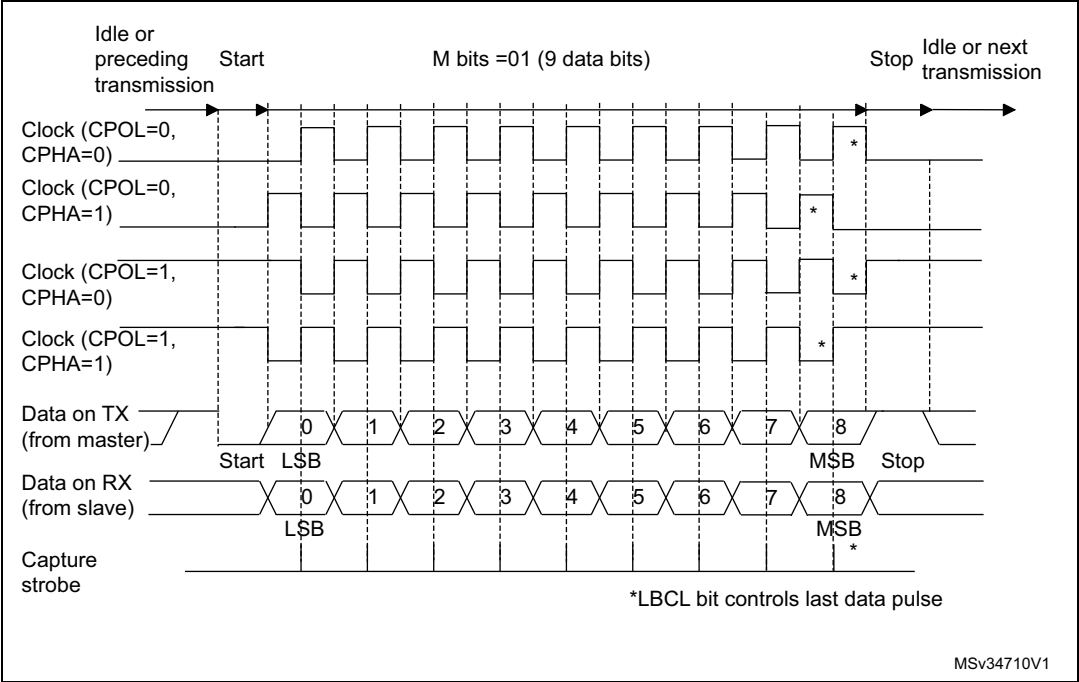 Idle or
preceding
transmission
Start
M bits =01 (9 data bits)
Stop
Idle or next
transmission
Clock (CPOL=0,
CPHA=0)
*
Clock (CPOL=0,
CPHA=1)
*
Clock (CPOL=1,
CPHA=0)
*
Clock (CPOL=1,
CPHA=1)
*
Data on TX
(from master)
0 1 2 3 4 5 6 7 8
Start LSB MSB Stop
Data on RX
(from slave)
0 1 2 3 4 5 6 7 8
LSB MSB
Capture
strobe
*
*LBCL bit controls last data pulse
MSv34710V1